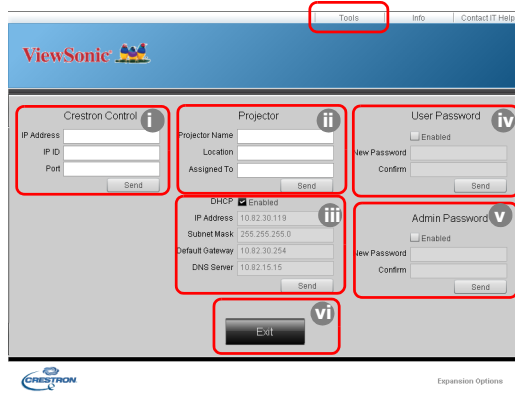 Tools Info Contact IT Help
ViewSonic
Crestron Control i
IP Address
IP ID
Port
Send
Projector ii
Projector Name
Location
Assigned To
Send
DHCP Enabled
iii
IP Address 10.82.30.119
Subnet Mask 255.255.255.0
Default Gateway 10.82.30.254
DNS Server 10.82.15.15
Send
User Password iv
Enabled
New Password
Confirm
Send
Admin Password v
Enabled
New Password
Confirm
Send
vi
Exit
CRESTRON
Expansion Options